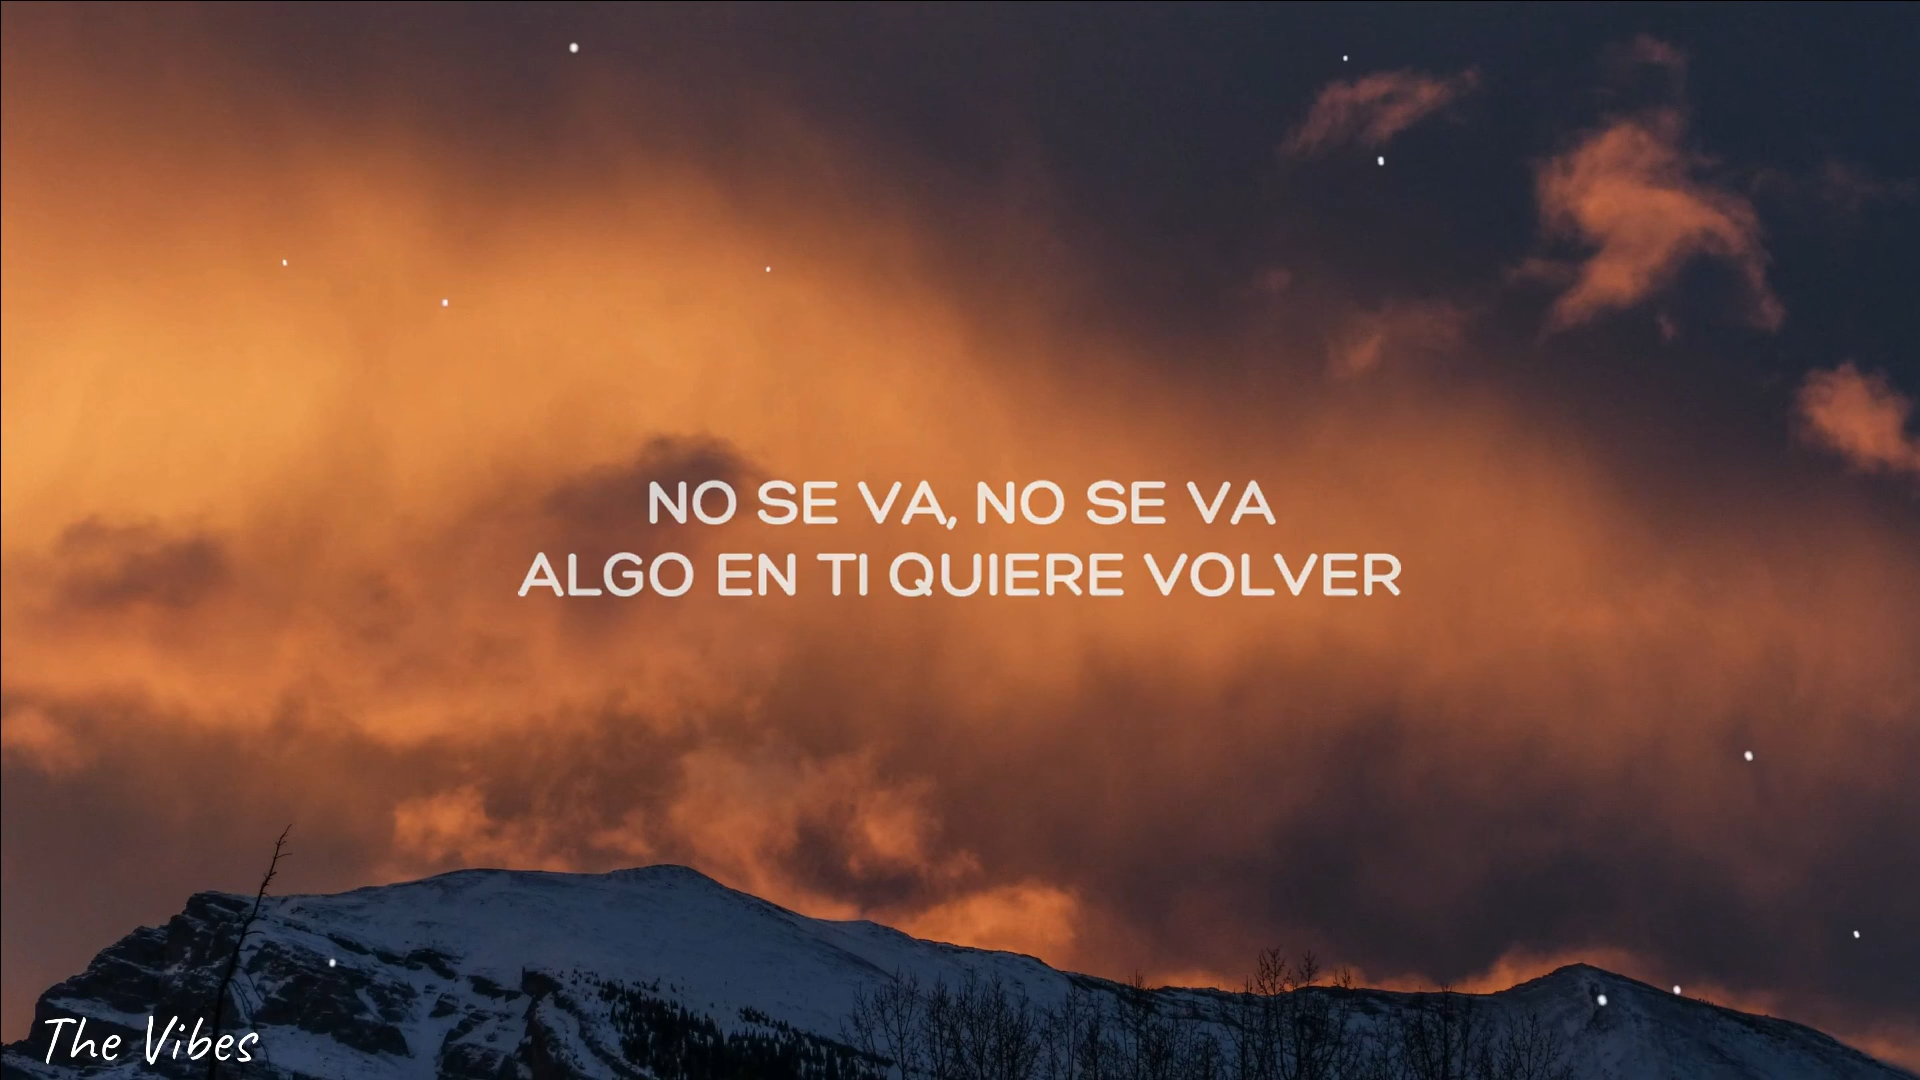 NO SE VA, NO SE VA
ALGO EN TI QUIERE VOLVER
The Vibes